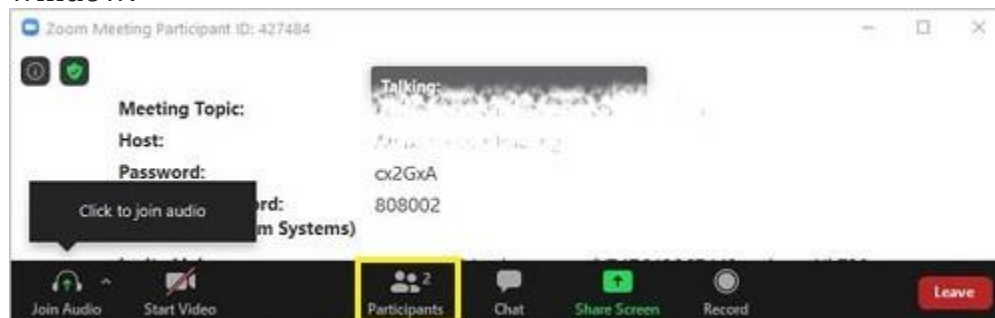 Zoom Meeting Participant ID: 427484
Talking:
Meeting Topic:
Host:
Password: cx2GxA
Click to join audio
rd: 808002
m Systems)
2
Join Audio
Start Video
Participants
Chat
Share Screen
Record
Leave